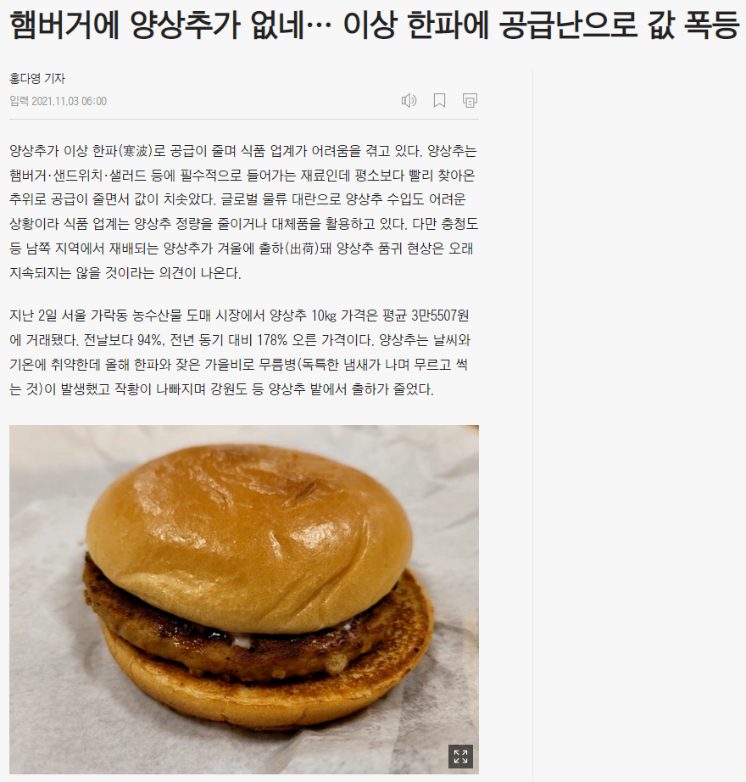 햄버거에 양상추가 없네… 이상 한파에 공급난으로 값 폭등
홍다영 기자
입력 2021.11.03 06:00
양상추가 이상 한파(寒波)로 공급이 줄며 식품 업계가 어려움을 겪고 있다. 양상추는
햄버거·샌드위치·샐러드 등에 필수적으로 들어가는 재료인데 평소보다 빨리 찾아온
추위로 공급이 줄면서 값이 치솟았다. 글로벌 물류 대란으로 양상추 수입도 어려운
상황이라 식품 업계는 양상추 정량을 줄이거나 대체품을 활용하고 있다. 다만 충청도
등 남쪽 지역에서 재배되는 양상추가 겨울에 출하(出荷)돼 양상추 품귀 현상은 오래
지속되지는 않을 것이라는 의견이 나온다.
지난 2일 서울 가락동 농수산물 도매 시장에서 양상추 10㎏ 가격은 평균 3만5507원
에 거래됐다. 전날보다 94%, 전년 동기 대비 178% 오른 가격이다. 양상추는 날씨와
기온에 취약한데 올해 한파와 잦은 가을비로 무름병(독특한 냄새가 나며 무르고 썩
는 것)이 발생했고 작황이 나빠지며 강원도 등 양상추 밭에서 출하가 줄었다.